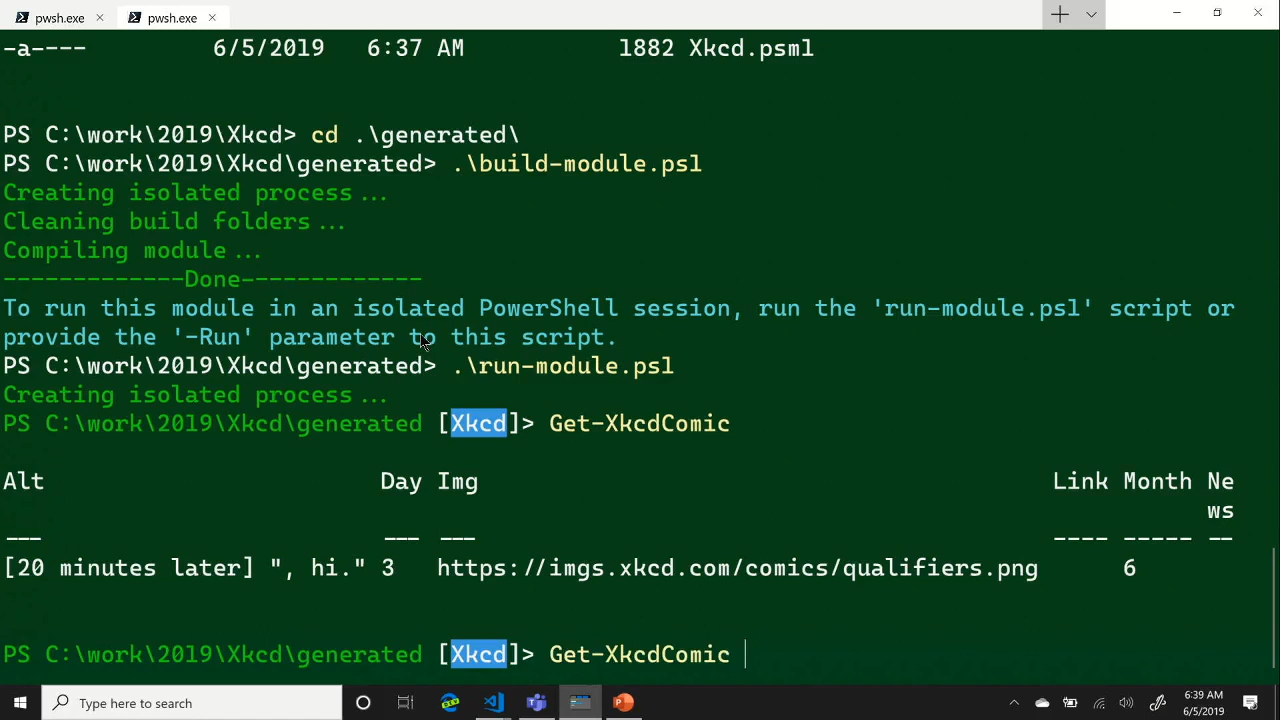 pwsh.exe
pwsh.exe
-a---- 6/5/2019 6:37 AM 1882 Xkcd.psm1
PS C:\work\2019\Xkcd> cd .\generated\
PS C:\work\2019\Xkcd\generated> .\build-module.ps1
Creating isolated process...
Cleaning build folders...
Compiling module...
-------------Done-------------
To run this module in an isolated PowerShell session, run the 'run-module.ps1' script or
provide the '-Run' parameter to this script.
PS C:\work\2019\Xkcd\generated> .\run-module.ps1
Creating isolated process...
PS C:\work\2019\Xkcd\generated [Xkcd]> Get-XkcdComic
Alt Day Img Link Month Ne
ws
--- --- --- ---- ----- --
[20 minutes later] ", hi." 3 https://imgs.xkcd.com/comics/qualifiers.png 6
PS C:\work\2019\Xkcd\generated [Xkcd]> Get-XkcdComic
Type here to search
6:39 AM
6/5/2019